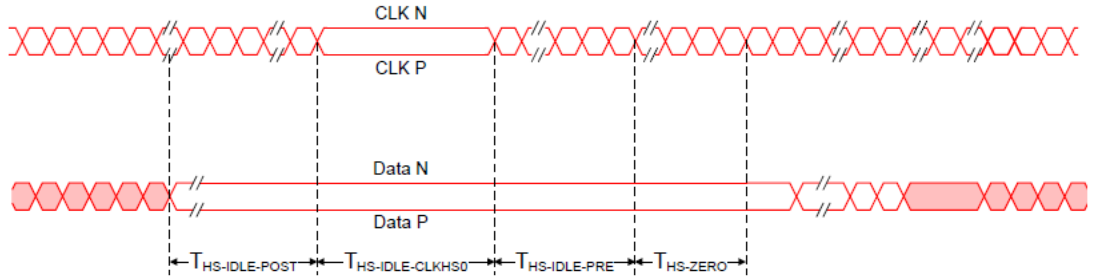 CLK N
CLK P
Data N
Data P
THS-IDLE-POST THS-IDLE-CLKHS0 THS-IDLE-PRE THS-ZERO